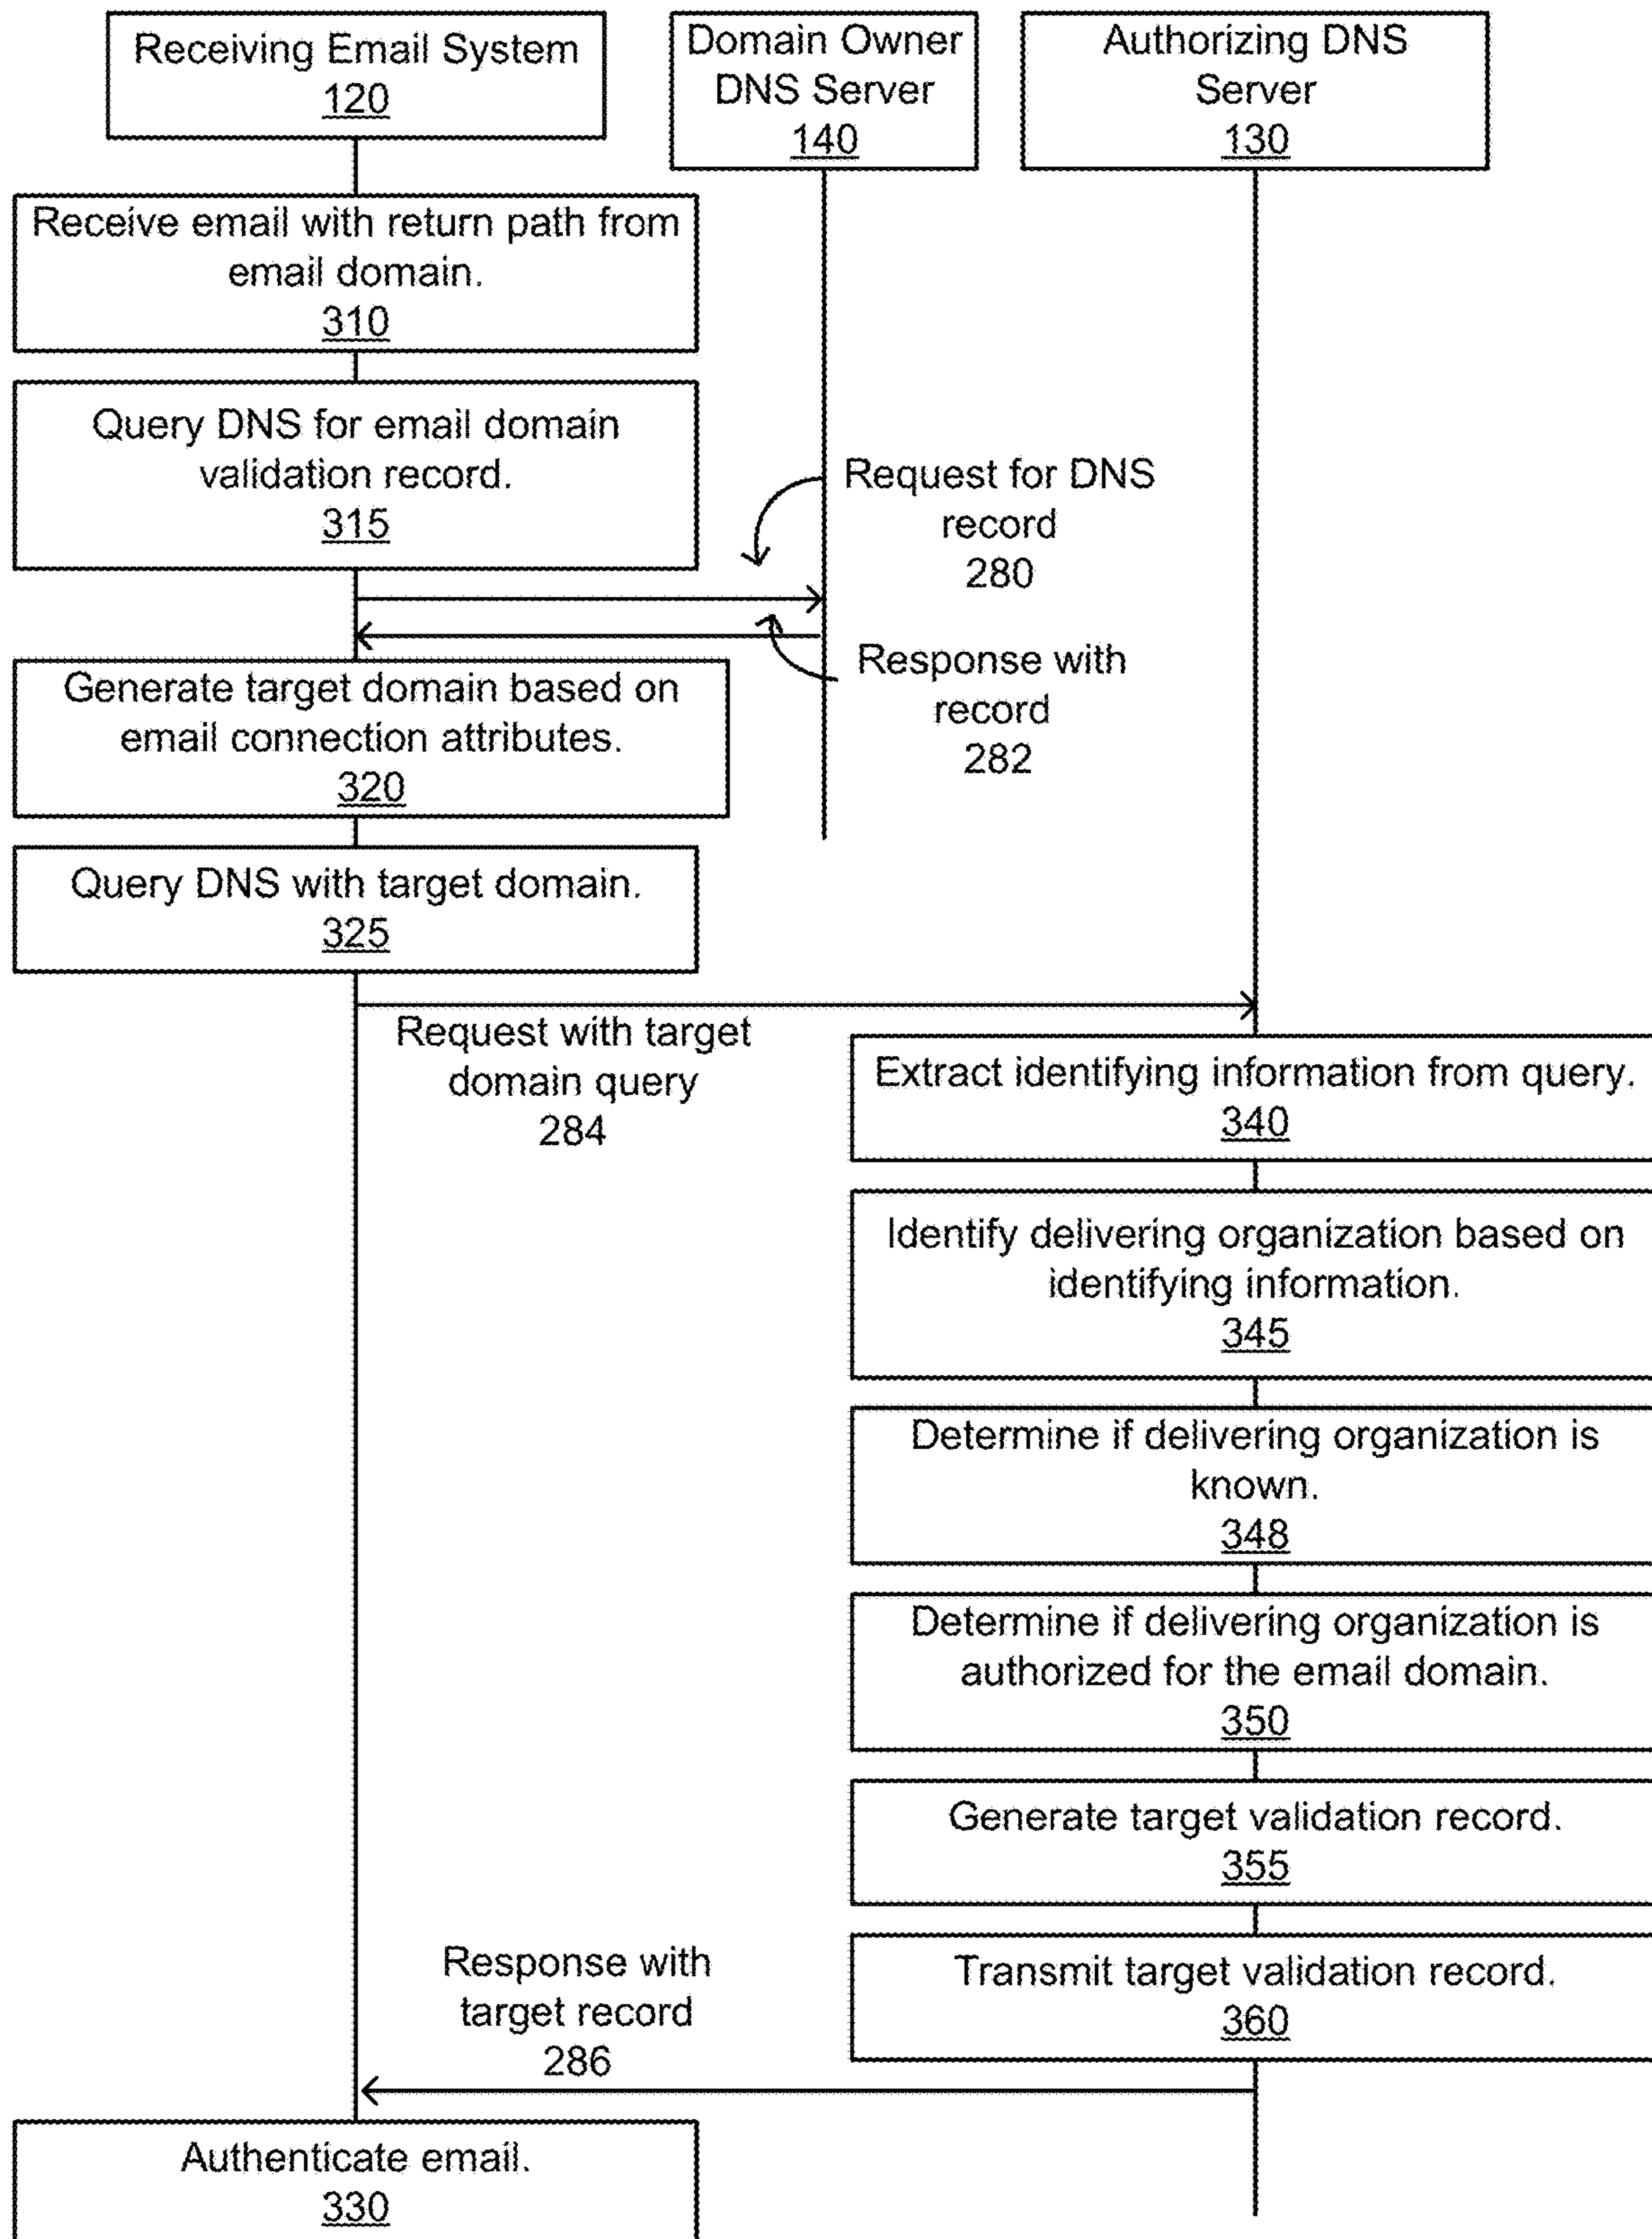 Receiving Email System
120
Domain Owner
DNS Server
140
Authorizing DNS
Server
130
Receive email with return path from
email domain.
310
Query DNS for email domain
validation record.
315
Request for DNS
record
280
Response with
record
282
Generate target domain based on
email connection attributes.
320
Query DNS with target domain.
325
Request with target
domain query
284
Extract identifying information from query.
340
Identify delivering organization based on
identifying information.
345
Determine if delivering organization is
known.
348
Determine if delivering organization is
authorized for the email domain.
350
Generate target validation record.
355
Transmit target validation record.
360
Response with
target record
286
Authenticate email.
330